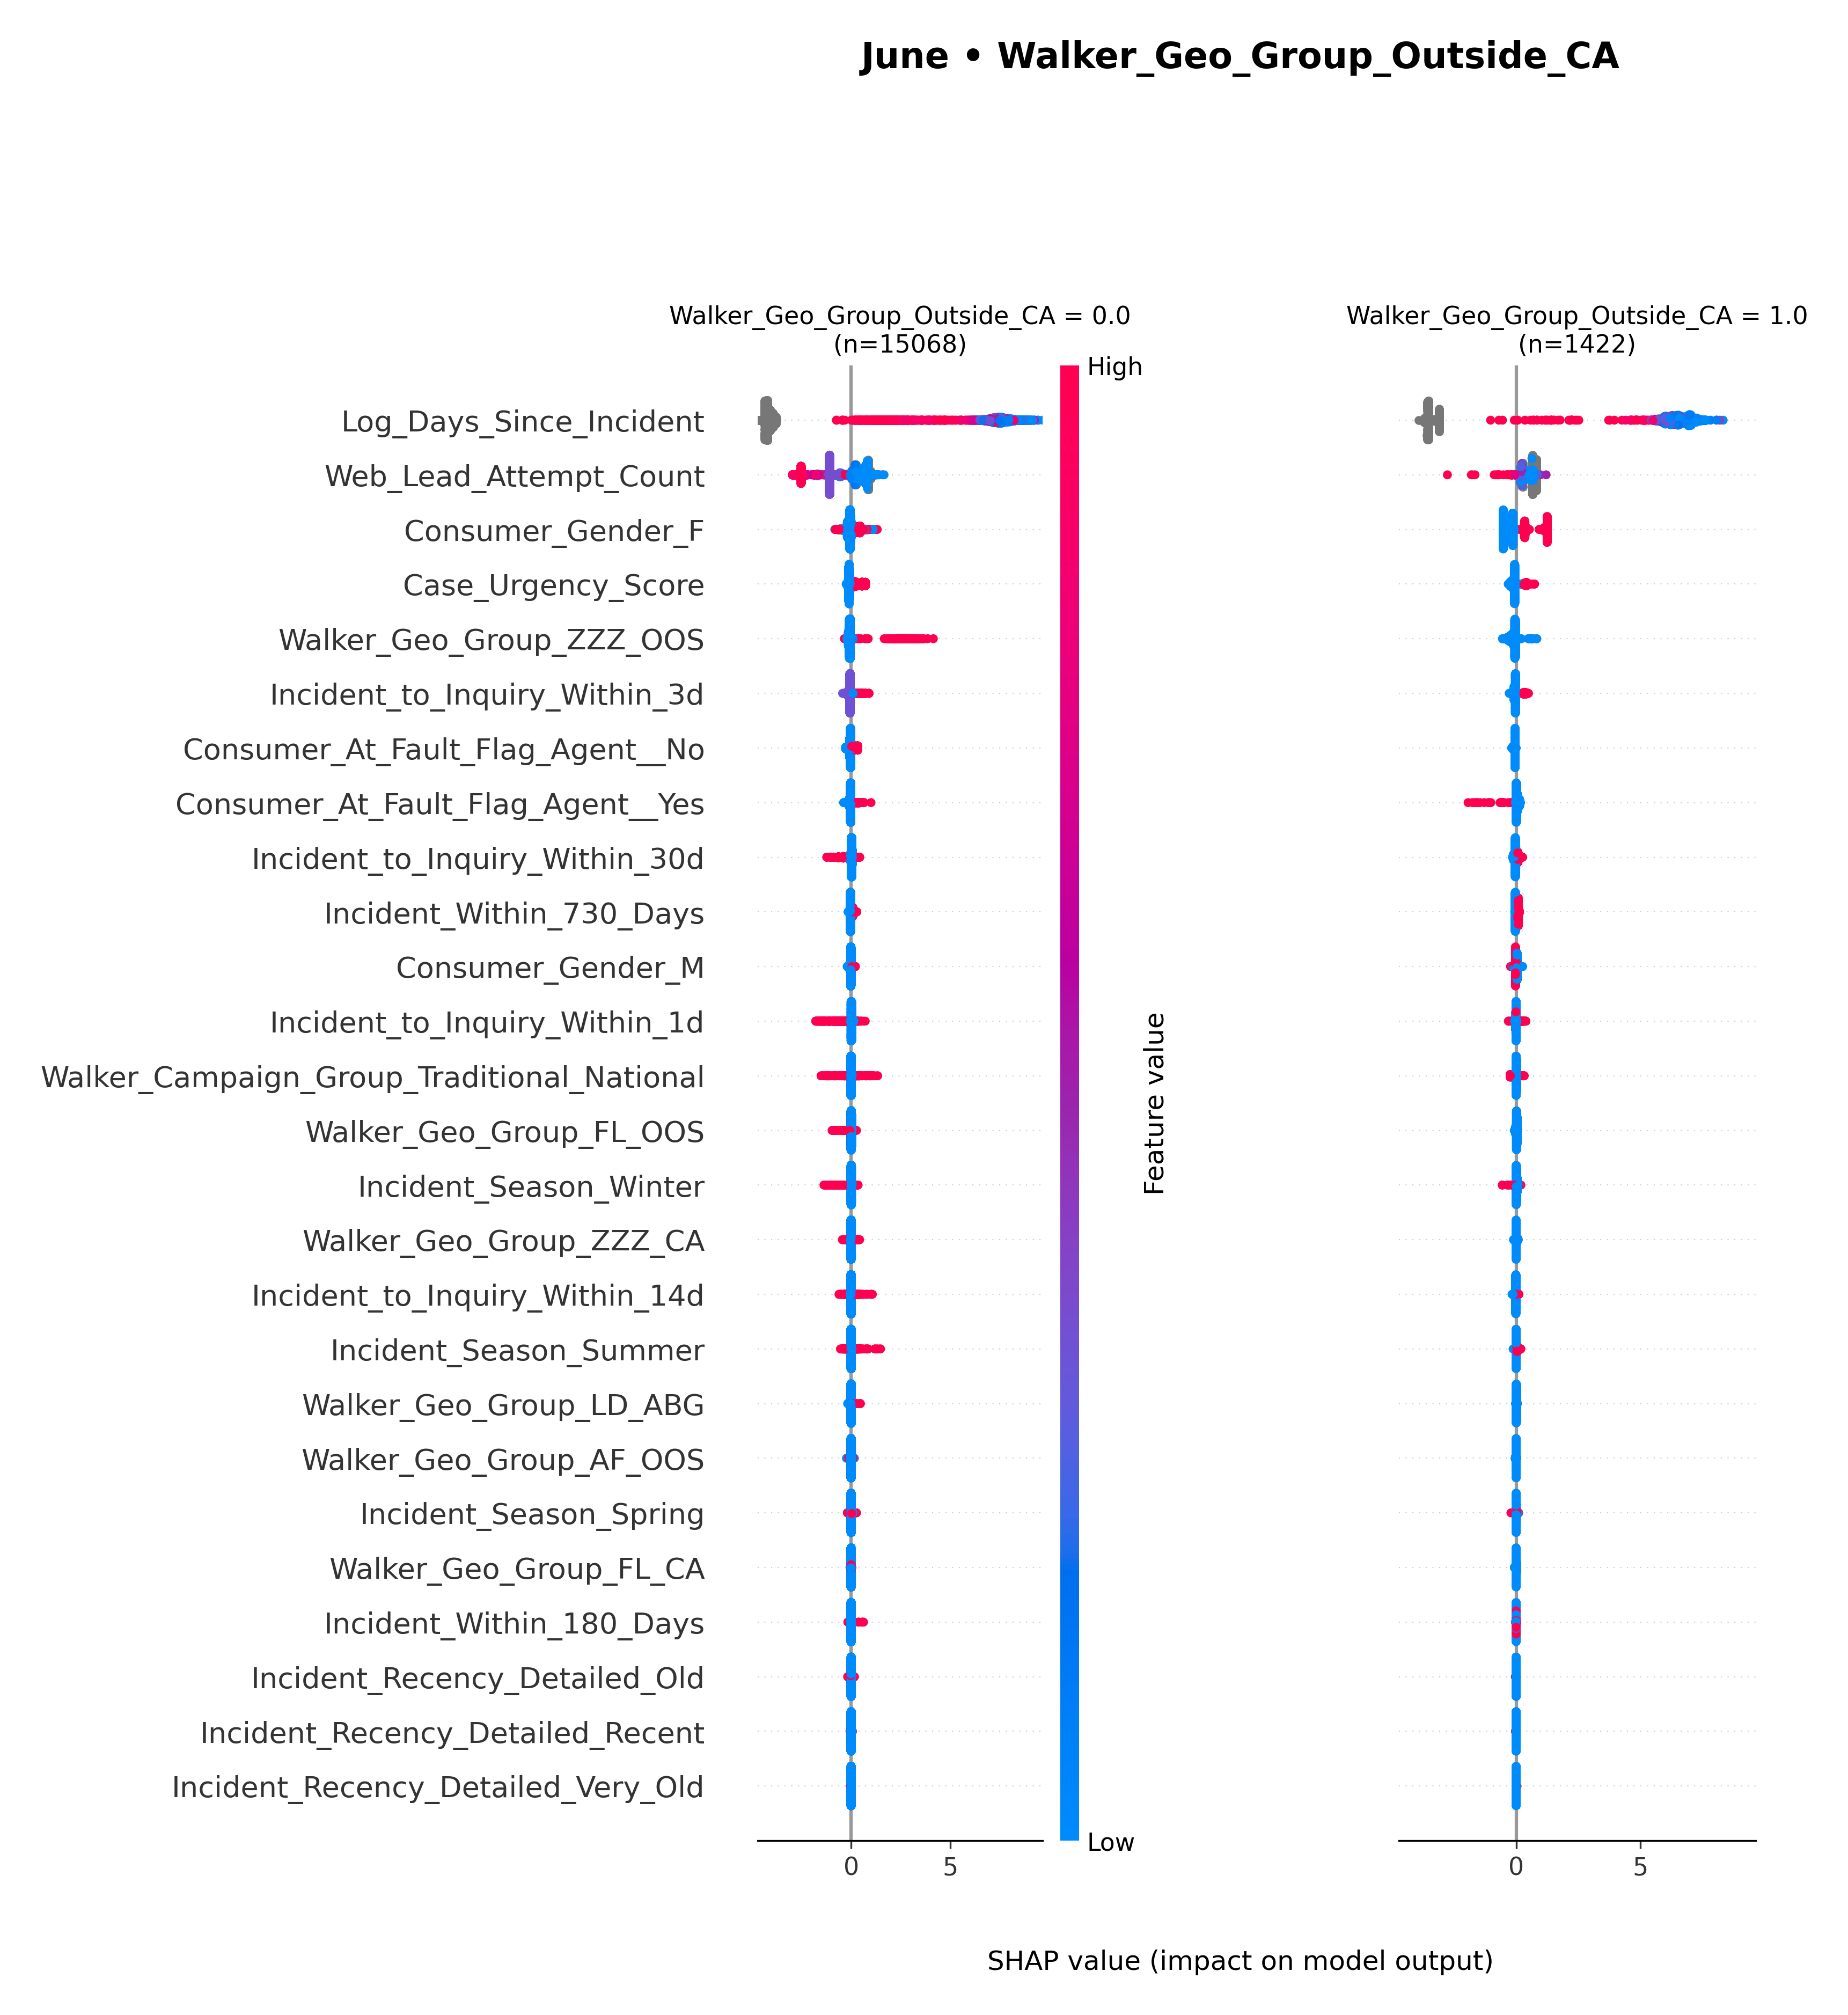 June • Walker_Geo_Group_Outside_CA
Walker_Geo_Group_Outside_CA = 0.0
(n=15068)
Walker_Geo_Group_Outside_CA = 1.0
(n=1422)
High
Log_Days_Since_Incident
Web_Lead_Attempt_Count
Consumer_Gender_F
Case_Urgency_Score
Walker_Geo_Group_ZZZ_OOS
Incident_to_Inquiry_Within_3d
Consumer_At_Fault_Flag_Agent__No
Consumer_At_Fault_Flag_Agent__Yes
Incident_to_Inquiry_Within_30d
Incident_Within_730_Days
Consumer_Gender_M
Incident_to_Inquiry_Within_1d
Walker_Campaign_Group_Traditional_National
Walker_Geo_Group_FL_OOS
Incident_Season_Winter
Walker_Geo_Group_ZZZ_CA
Incident_to_Inquiry_Within_14d
Incident_Season_Summer
Walker_Geo_Group_LD_ABG
Walker_Geo_Group_AF_OOS
Incident_Season_Spring
Walker_Geo_Group_FL_CA
Incident_Within_180_Days
Incident_Recency_Detailed_Old
Incident_Recency_Detailed_Recent
Incident_Recency_Detailed_Very_Old
Feature value
Low
0 5
0 5
SHAP value (impact on model output)